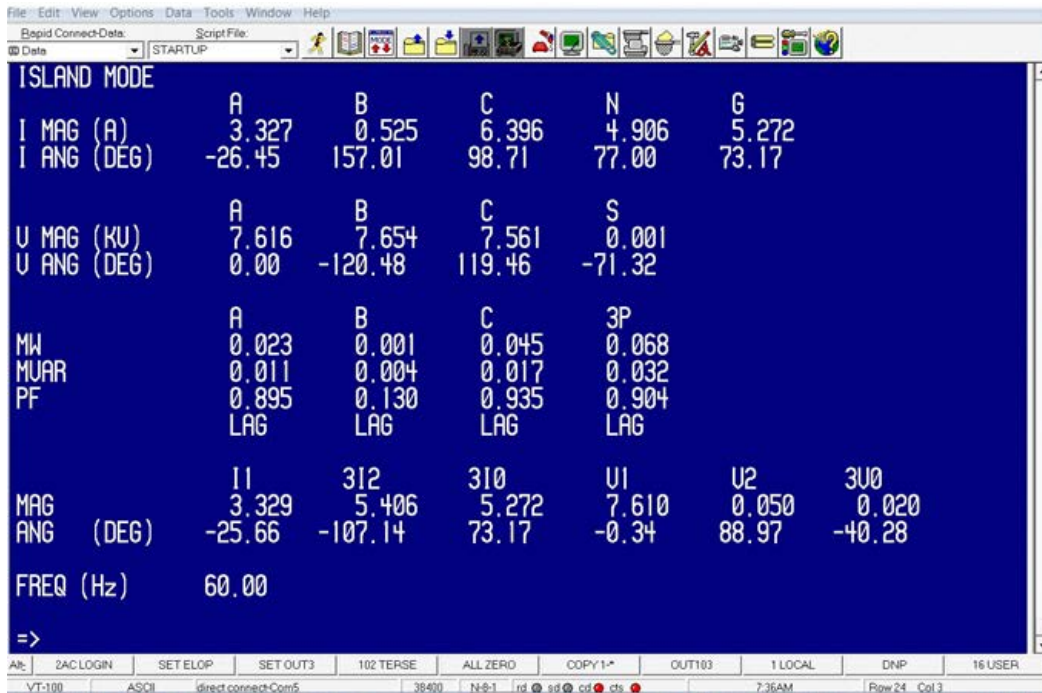 File Edit View Options Data Tools Window Help
Rapid Connect-Data: Script File:
Data STARTUP
ISLAND MODE
A B C N G
I MAG (A) 3.327 0.525 6.396 4.906 5.272
I ANG (DEG) -26.45 157.01 98.71 77.00 73.17
A B C S
V MAG (KV) 7.616 7.654 7.561 0.001
V ANG (DEG) 0.00 -120.48 119.46 -71.32
A B C 3P
MW 0.023 0.001 0.045 0.068
MVAR 0.011 0.004 0.017 0.032
PF 0.895 0.130 0.935 0.904
LAG LAG LAG LAG
I1 3I2 3I0 V1 V2 3V0
MAG 3.329 5.406 5.272 7.610 0.050 0.020
ANG (DEG) -25.66 -107.14 73.17 -0.34 88.97 -40.28
FREQ (Hz) 60.00
=>
Alt: 2AC LOGIN SET ELOP SET OUT3 102 TERSE ALL ZERO COPY 1-* OUT103 1 LOCAL DNP 16 USER
VT-100 ASCII direct connect-Com5 38400 N-8-1 rd sd cd cts 7:36AM Row 24 Col 3